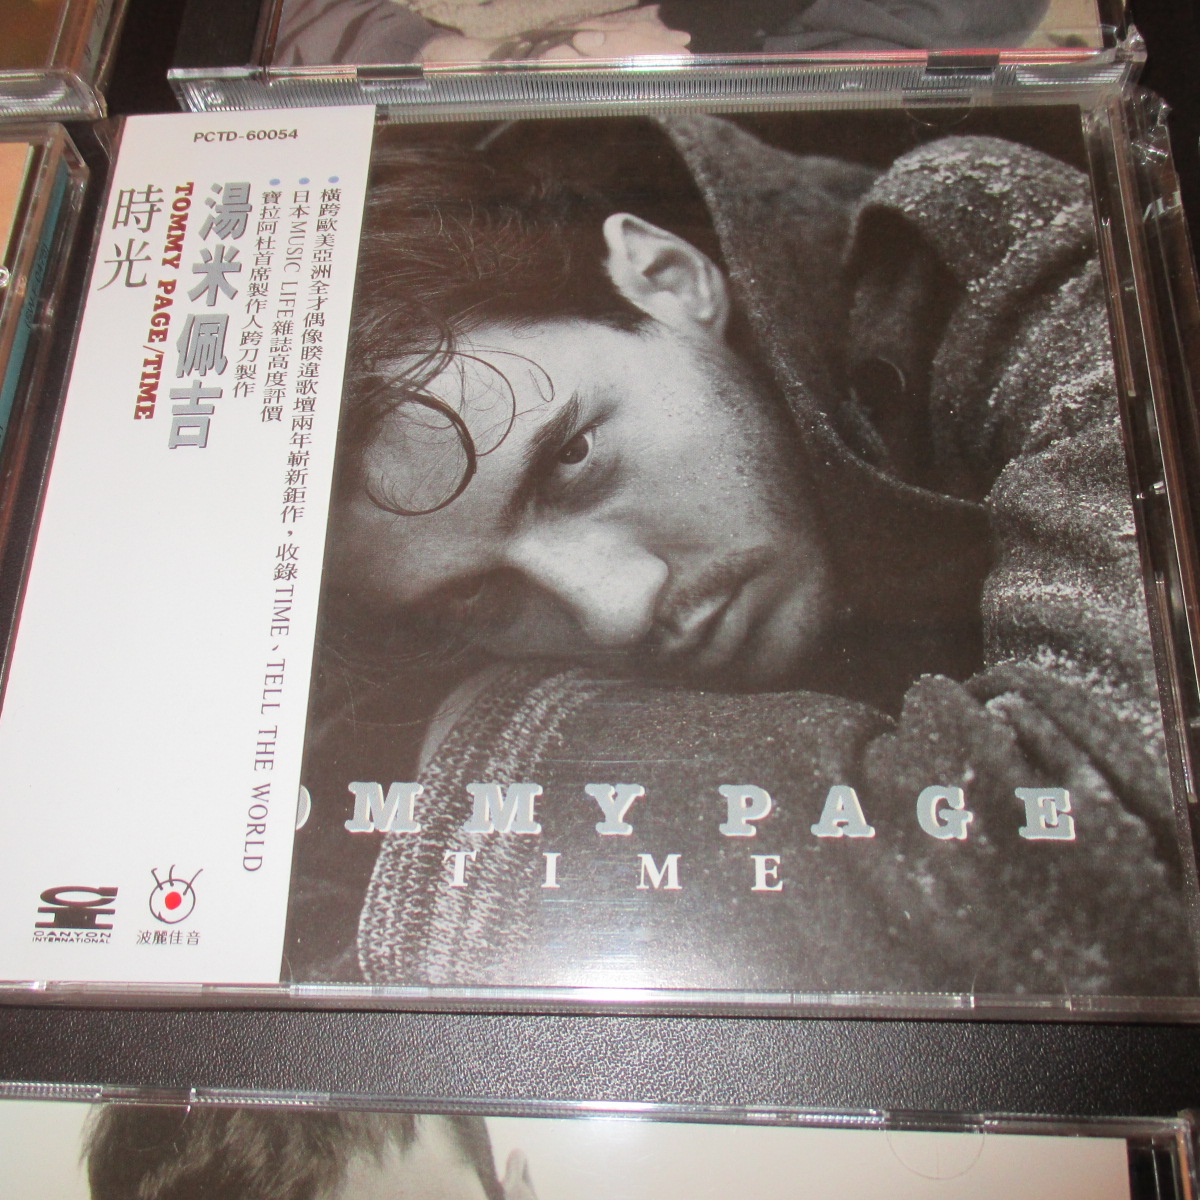 PCTD-60054
橫跨歐美亞洲全才偶像睽違歌壇兩年嶄新鉅作，收錄TIME、TELL THE WORLD
日本MUSIC LIFE雜誌高度評價
寶拉阿杜首席製作人跨刀製作
湯米佩吉
TOMMY PAGE/TIME
時光
OMMY PAGE
TIME
CANYON
INTERNATIONAL
波麗佳音